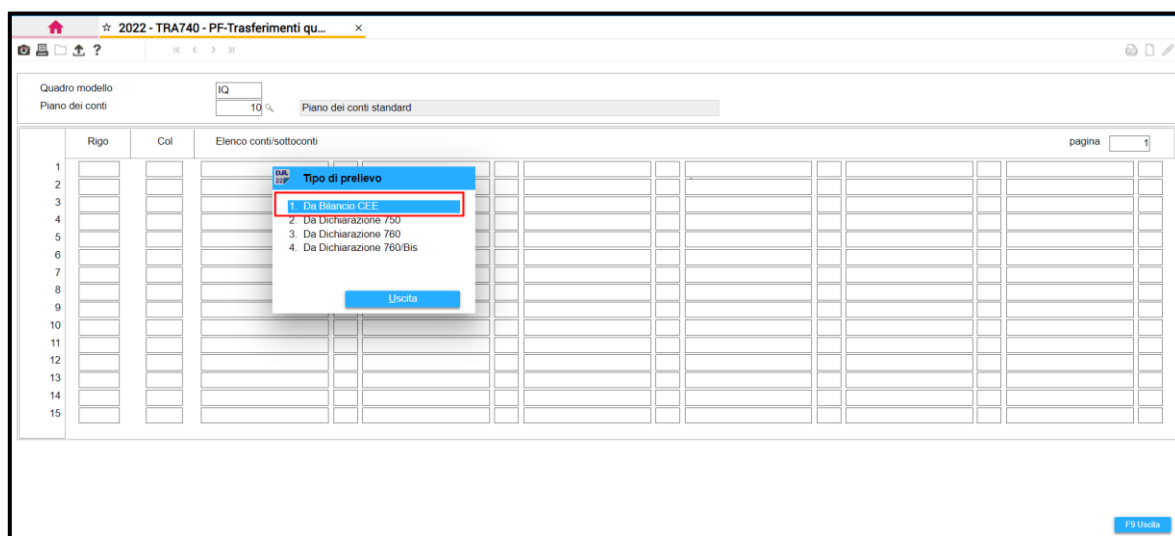 2022 - TRA740 - PF-Trasferimenti qu... ×
?
Quadro modello IQ
Piano dei conti 10 Piano dei conti standard
Rigo Col Elenco conti/sottoconti pagina 1
Tipo di prelievo
1. Da Bilancio CEE
2. Da Dichiarazione 750
3. Da Dichiarazione 760
4. Da Dichiarazione 760/Bis
Uscita
1
2
3
4
5
6
7
8
9
10
11
12
13
14
15
F9 Uscita